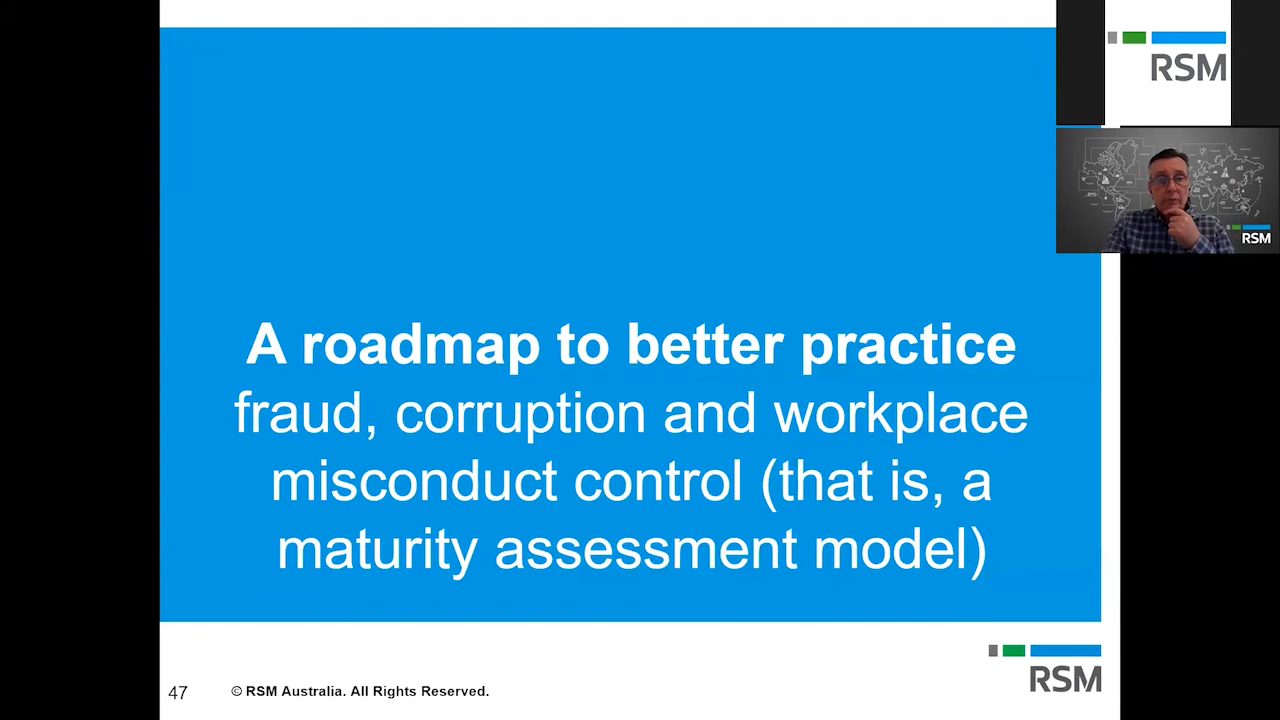 RSM
RSM
A roadmap to better practice
fraud, corruption and workplace
misconduct control (that is, a
maturity assessment model)
RSM
47
© RSM Australia. All Rights Reserved.